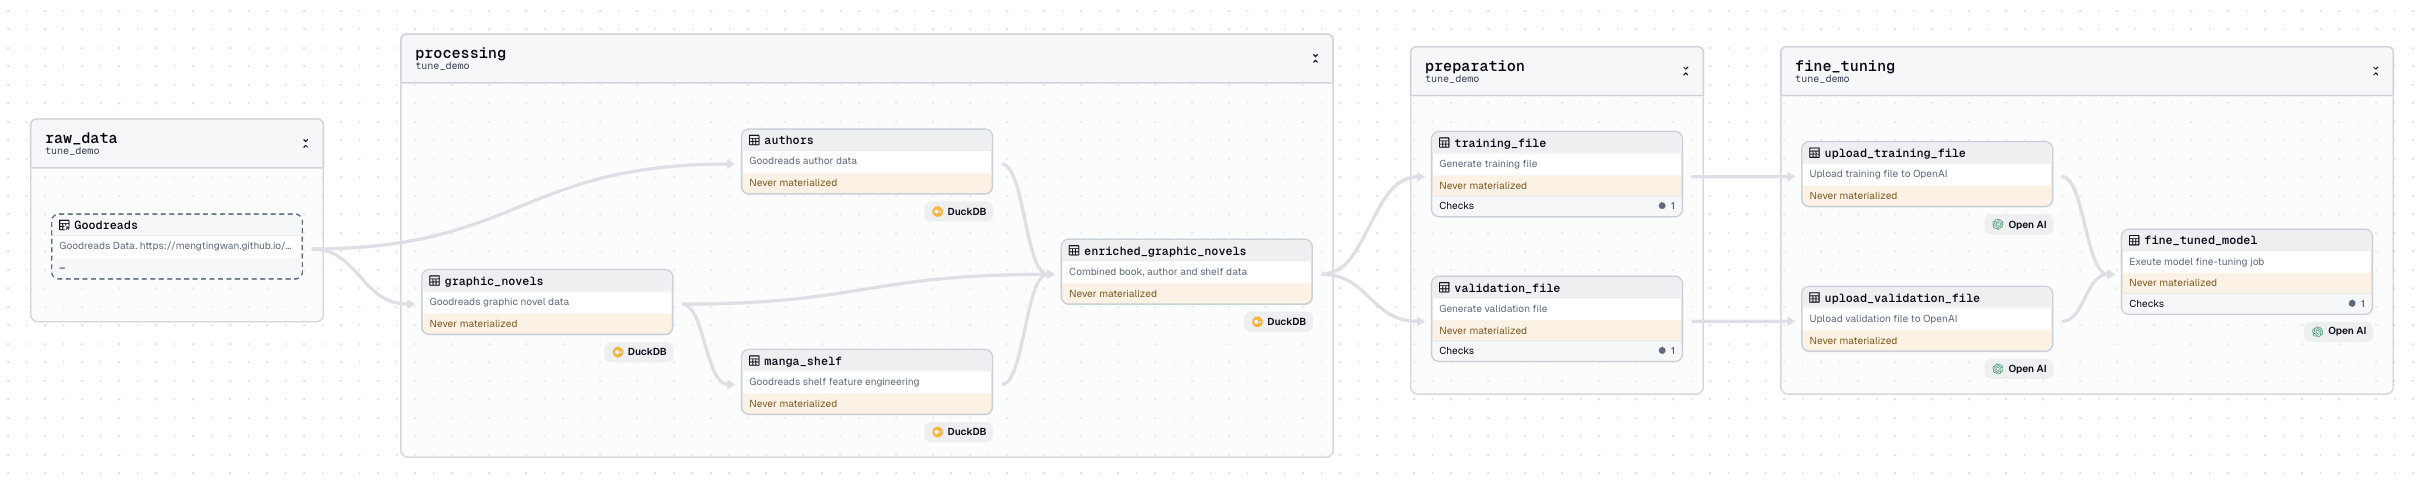 raw_data
tune_demo
Goodreads
Goodreads Data. https://mengtingwan.github.io/...
–
processing
tune_demo
authors
Goodreads author data
Never materialized
DuckDB
graphic_novels
Goodreads graphic novel data
Never materialized
DuckDB
manga_shelf
Goodreads shelf feature engineering
Never materialized
DuckDB
enriched_graphic_novels
Combined book, author and shelf data
Never materialized
DuckDB
preparation
tune_demo
training_file
Generate training file
Never materialized
Checks 1
validation_file
Generate validation file
Never materialized
Checks 1
fine_tuning
tune_demo
upload_training_file
Upload training file to OpenAI
Never materialized
Open AI
upload_validation_file
Upload validation file to OpenAI
Never materialized
Open AI
fine_tuned_model
Exeute model fine-tuning job
Never materialized
Checks 1
Open AI